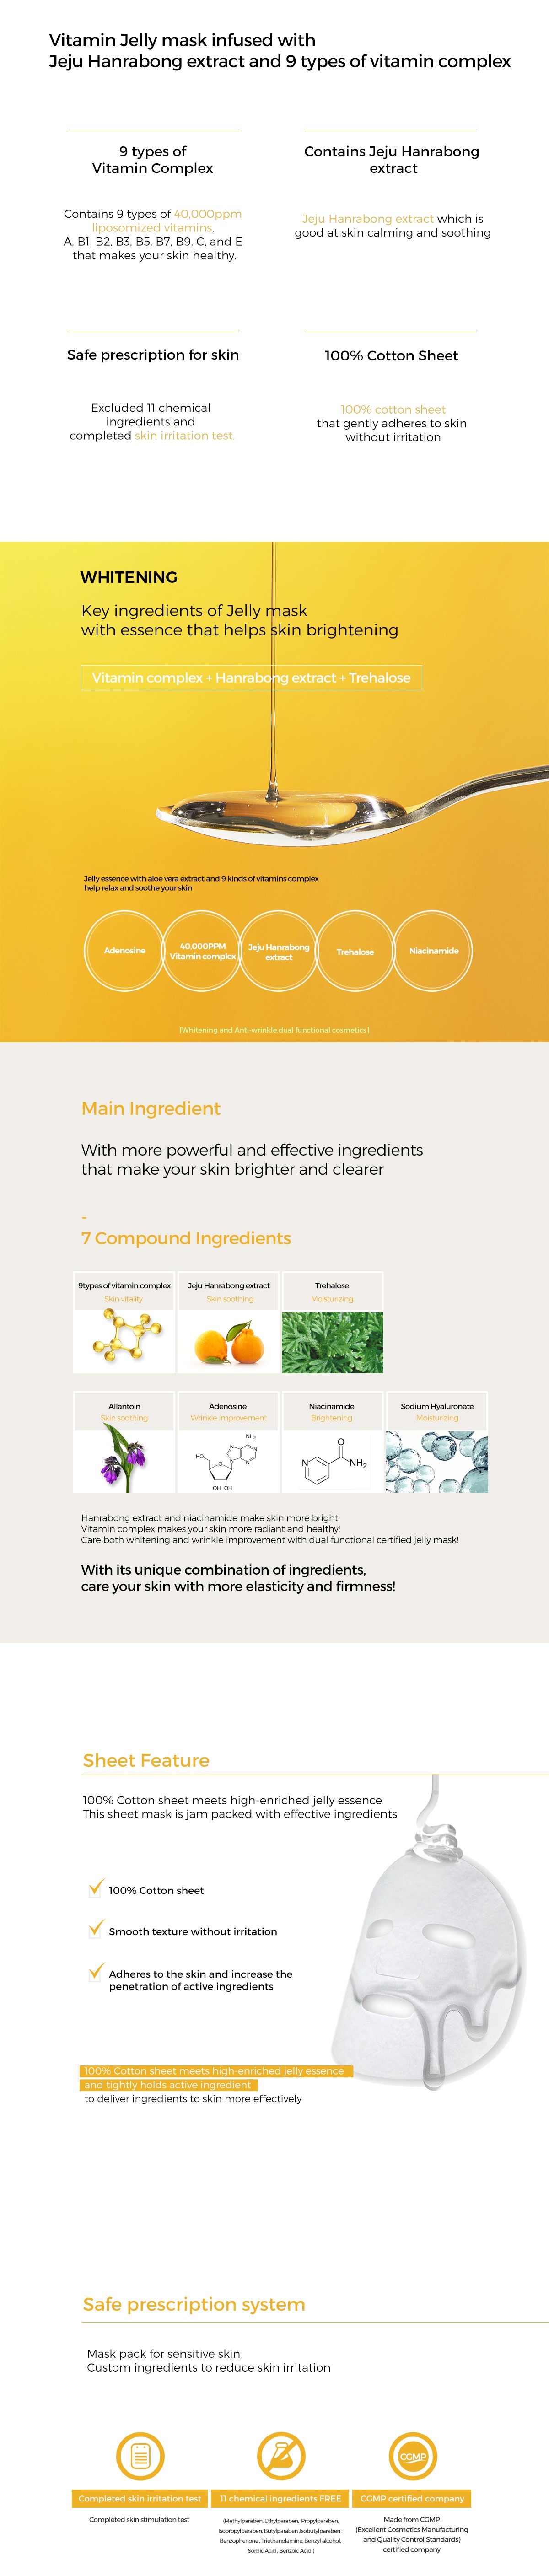 Vitamin Jelly mask infused with
Jeju Hanrabong extract and 9 types of vitamin complex
9 types of
Vitamin Complex
Contains 9 types of 40,000ppm
liposomized vitamins,
A, B1, B2, B3, B5, B7, B9, C, and E
that makes your skin healthy.
Contains Jeju Hanrabong
extract
Jeju Hanrabong extract which is
good at skin calming and soothing
Safe prescription for skin
Excluded 11 chemical
ingredients and
completed skin irritation test.
100% Cotton Sheet
100% cotton sheet
that gently adheres to skin
without irritation
WHITENING
Key ingredients of Jelly mask
with essence that helps skin brightening
Vitamin complex + Hanrabong extract + Trehalose
Jelly essence with aloe vera extract and 9 kinds of vitamins complex
help relax and soothe your skin
Adenosine
40,000PPM
Vitamin complex
Jeju Hanrabong
extract
Trehalose
Niacinamide
[Whitening and Anti-wrinkle,dual functional cosmetics]
Main Ingredient
With more powerful and effective ingredients
that make your skin brighter and clearer
-
7 Compound Ingredients
9types of vitamin complex
Skin vitality
Jeju Hanrabong extract
Skin soothing
Trehalose
Moisturizing
Allantoin
Skin soothing
Adenosine
Wrinkle improvement
Niacinamide
Brightening
Sodium Hyaluronate
Moisturizing
NH2
N
N
N
N
HO
O
OH OH
O
N
NH2
Hanrabong extract and niacinamide make skin more bright!
Vitamin complex makes your skin more radiant and healthy!
Care both whitening and wrinkle improvement with dual functional certified jelly mask!
With its unique combination of ingredients,
care your skin with more elasticity and firmness!
Sheet Feature
100% Cotton sheet meets high-enriched jelly essence
This sheet mask is jam packed with effective ingredients
100% Cotton sheet
Smooth texture without irritation
Adheres to the skin and increase the
penetration of active ingredients
100% Cotton sheet meets high-enriched jelly essence
and tightly holds active ingredient
to deliver ingredients to skin more effectively
Safe prescription system
Mask pack for sensitive skin
Custom ingredients to reduce skin irritation
CGMP
Completed skin irritation test
Completed skin stimulation test
11 chemical ingredients FREE
(Methylparaben, Ethylparaben, Propylparaben,
Isopropylparaben, Butylparaben ,Isobutylparaben ,
Benzophenone , Triethanolamine, Benzyl alcohol,
Sorbic Acid , Benzoic Acid )
CGMP certified company
Made from CGMP
(Excellent Cosmetics Manufacturing
and Quality Control Standards)
certified company